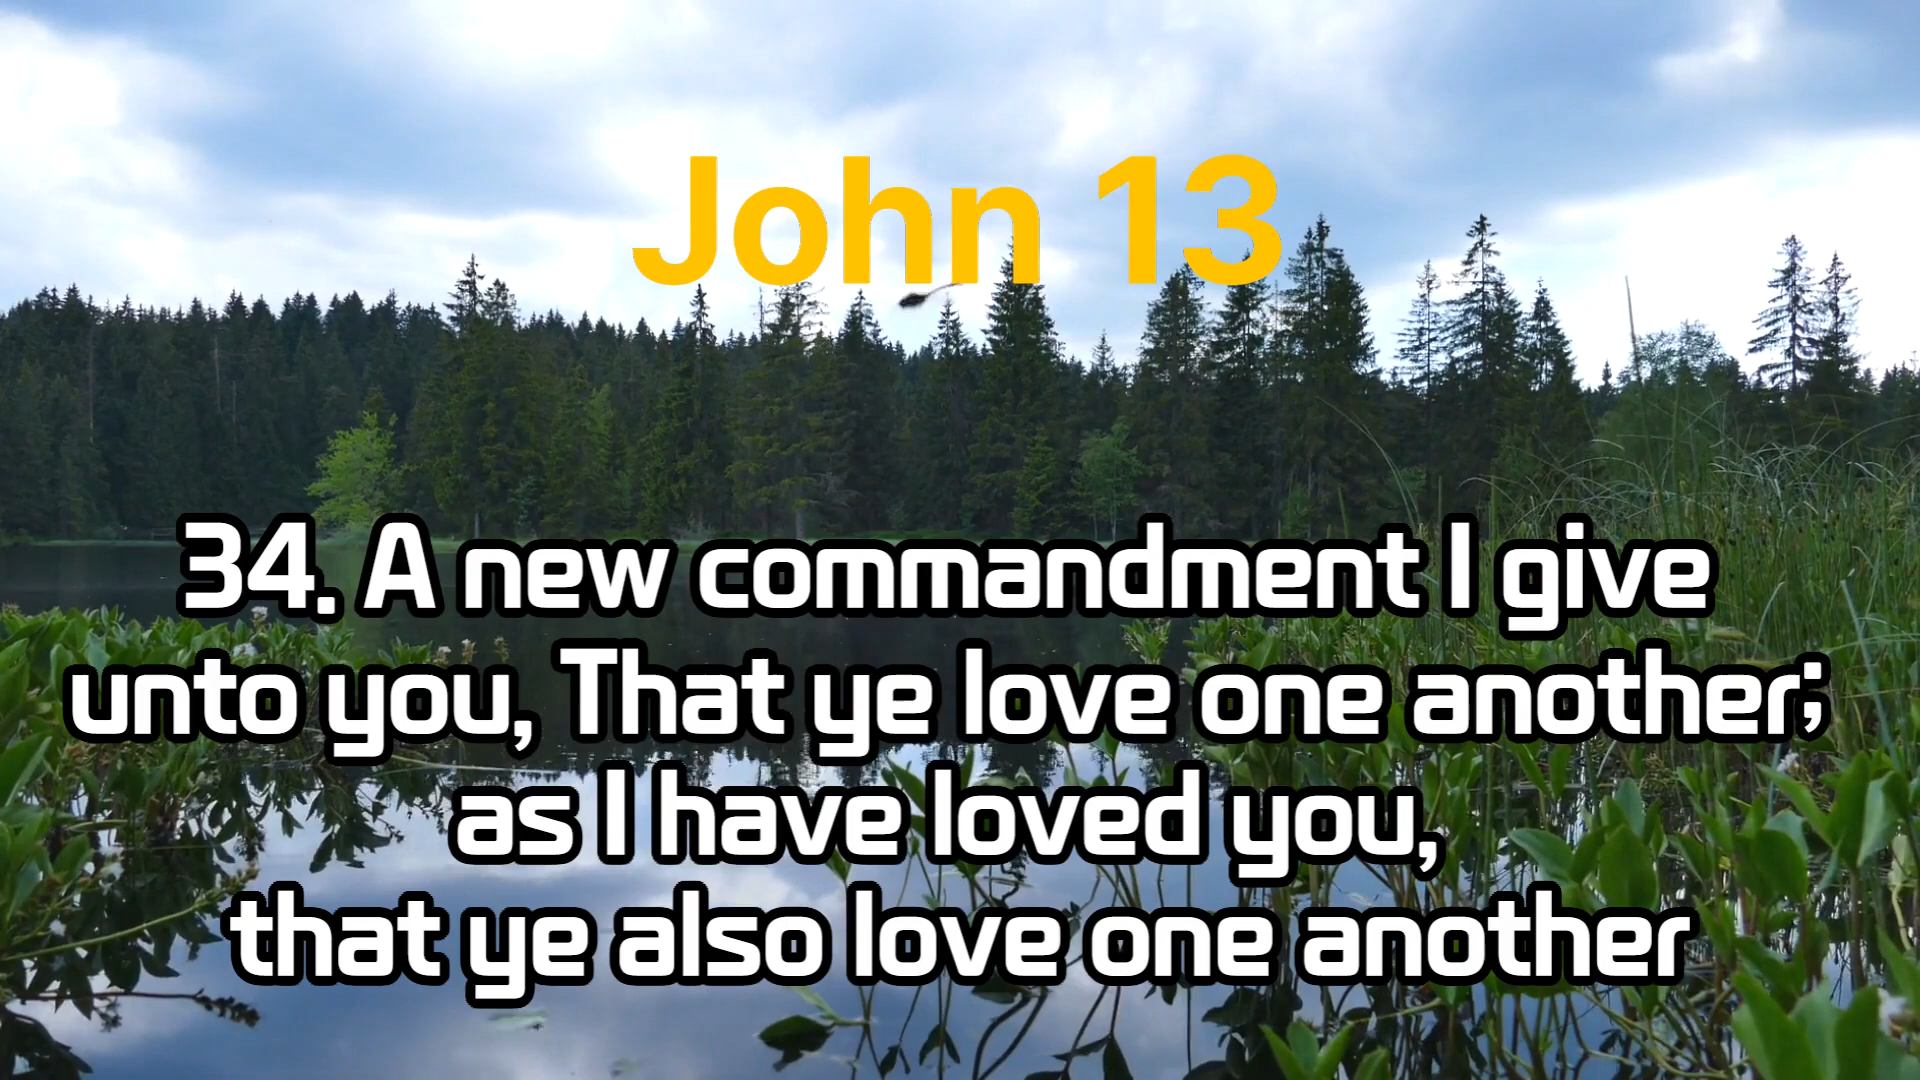 John 13
34. A new commandment I give
unto you, That ye love one another;
as I have loved you,
that ye also love one another